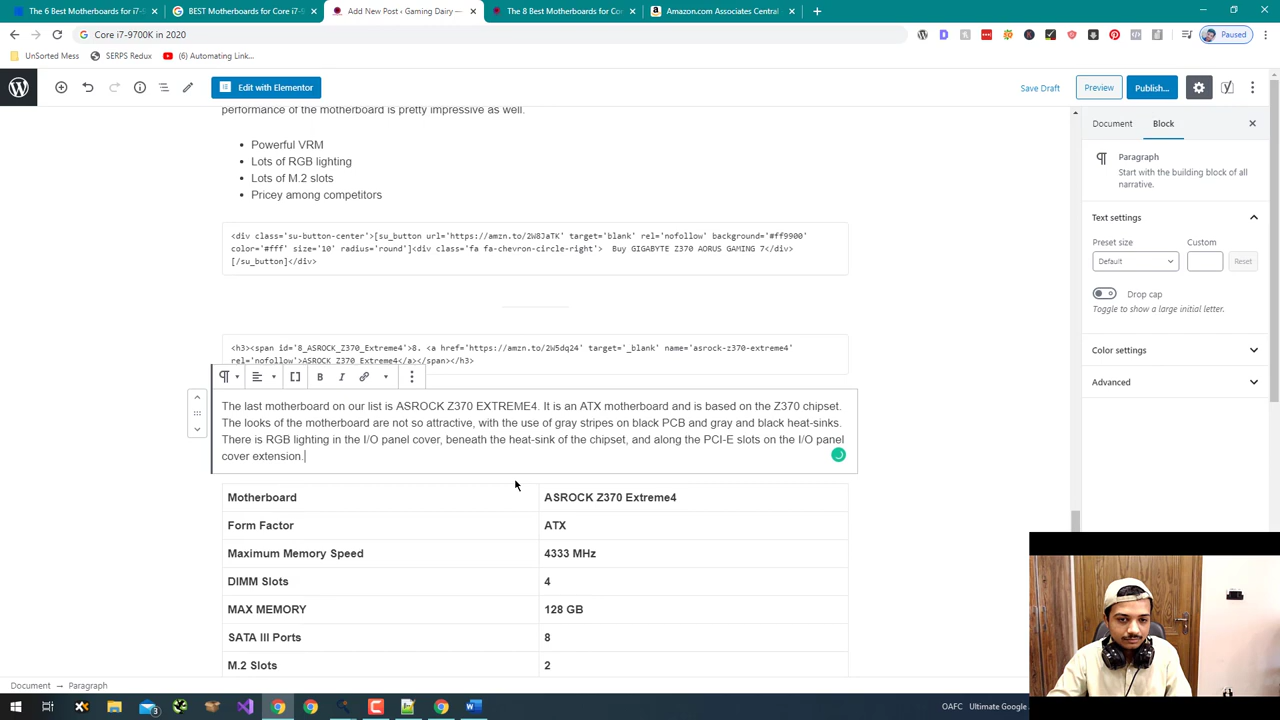 The 6 Best Motherboards for i7-9
BEST Motherboards for Core i7-9
Add New Post ‹ Gaming Dairy —
The 8 Best Motherboards for Co
Amazon.com Associates Central
Core i7-9700K in 2020
Paused
UnSorted Mess
SERPS Redux
(6) Automating Link...
Edit with Elementor
Save Draft
Preview
Publish...
performance of the motherboard is pretty impressive as well.
Powerful VRM
Lots of RGB lighting
Lots of M.2 slots
Pricey among competitors
<div class='su-button-center'>[su_button url='https://amzn.to/2W8JaTK' target='blank' rel='nofollow' background='#ff9900'
color='#fff' size='10' radius='round']<div class='fa fa-chevron-circle-right'>  Buy GIGABYTE Z370 AORUS GAMING 7</div>
[/su_button]</div>
<h3><span id='8_ASROCK_Z370_Extreme4'>8. <a href='https://amzn.to/2W5dq24' target='_blank' name='asrock-z370-extreme4'
rel='nofollow'>ASROCK Z370 Extreme4</a></span></h3>
The last motherboard on our list is ASROCK Z370 EXTREME4. It is an ATX motherboard and is based on the Z370 chipset.
The looks of the motherboard are not so attractive, with the use of gray stripes on black PCB and gray and black heat-sinks.
There is RGB lighting in the I/O panel cover, beneath the heat-sink of the chipset, and along the PCI-E slots on the I/O panel
cover extension.
Motherboard ASROCK Z370 Extreme4
Form Factor ATX
Maximum Memory Speed 4333 MHz
DIMM Slots 4
MAX MEMORY 128 GB
SATA III Ports 8
M.2 Slots 2
Document
Block
Paragraph
Start with the building block of all
narrative.
Text settings
Preset size
Custom
Default
Reset
Drop cap
Toggle to show a large initial letter.
Color settings
Advanced
Document → Paragraph
OAFC
Ultimate Google